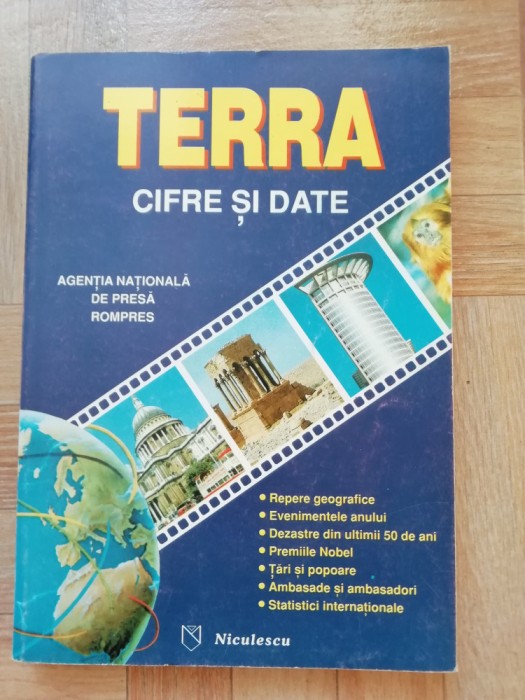 TERRA
CIFRE ȘI DATE
AGENȚIA NAȚIONALĂ
DE PRESĂ
ROMPRES
• Repere geografice
• Evenimentele anului
• Dezastre din ultimii 50 de ani
• Premiile Nobel
• Țări și popoare
• Ambasade și ambasadori
• Statistici internaționale
Niculescu